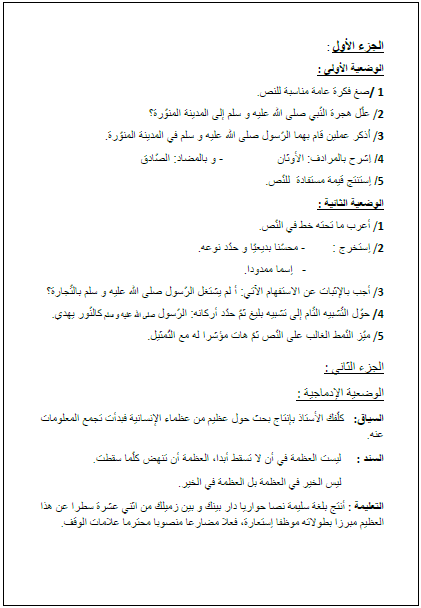 الجزء الأول :
الوضعية الأولى :
1 /صغ فكرة عامة مناسبة للنص.
2/ علّل هجرة النّبي صلى الله عليه و سلم إلى المدينة المنوّرة؟
3/ أذكر عملين قام بهما الرّسول صلى الله عليه و سلم في المدينة المنوّرة.
4/ إشرح بالمرادف: الأوثان - و بالمضاد: الصّادق
5/ إستنتج قيمة مستفادة للنّص.
الوضعية الثانية :
1/ أعرب ما تحته خط في النّص.
2/ إستخرج : - محسّنا بديعيّا و حدّد نوعه.
- إسما ممدودا.
3/ أجب بالإثبات عن الاستفهام الآتي: أ لم يشتغل الرّسول صلى الله عليه و سلم بالتّجارة؟
4/ حوّل التّشبيه التّام إلى تشبيه بليغ ثمّ حدّد أركانه: الرّسول صلى الله عليه وسلم كالنّور يهدي.
5/ ميّز النّمط الغالب على النّص ثمّ هات مؤشّرا له مع التّمثيل.
الجزء الثاني :
الوضعية الإدماجية :
السياق: كلّفك الأستاذ بإنتاج بحث حول عظيم من عظماء الإنسانية فبدأت تجمع المعلومات
عنه.
السند : ليست العظمة في أن لا تسقط أبدا، العظمة أن تنهض كلّما سقطت.
ليس الخير في العظمة بل العظمة في الخير.
التعليمة : أنتج بلغة سليمة نصا حواريا دار بينك و بين زميلك من اثني عشرة سطرا عن هذا
العظيم مبرزا بطولاته موظفا إستعارة، فعلا مضارعا منصوبا محترما علامات الوقف.